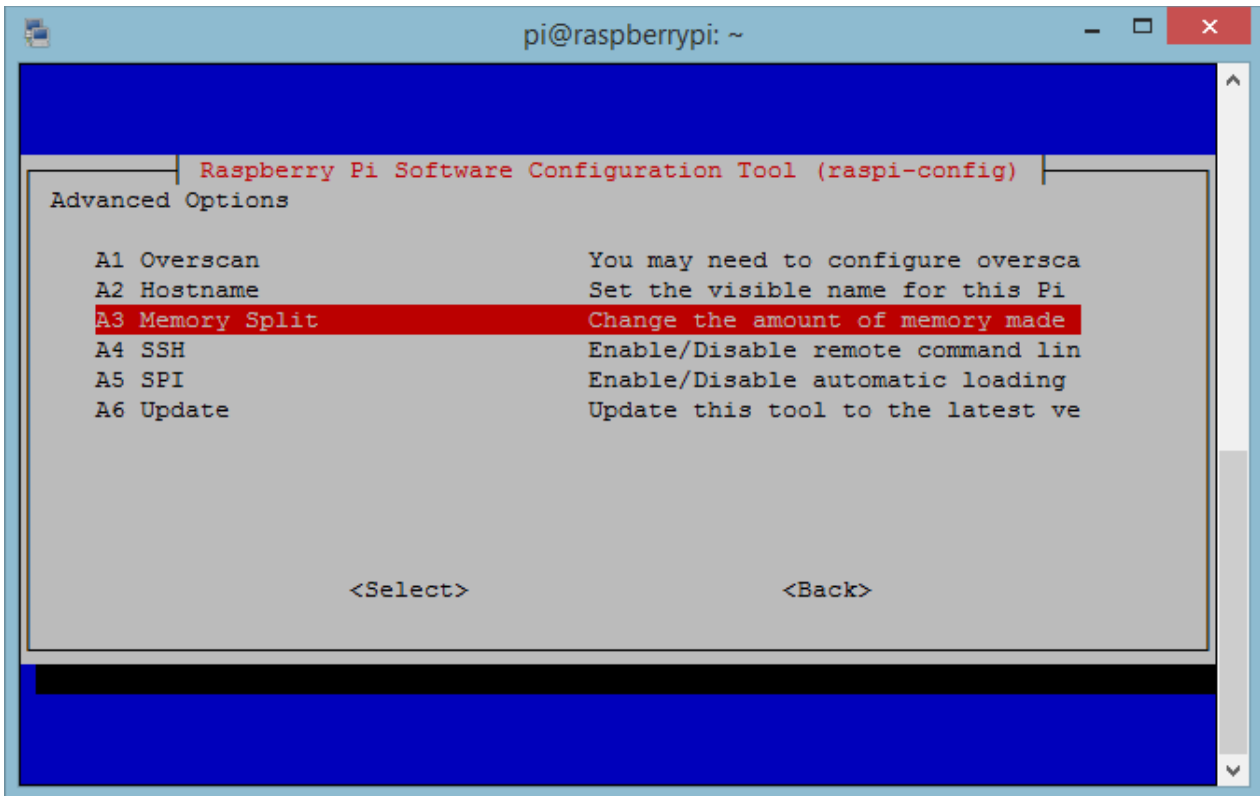 pi@raspberrypi: ~
Raspberry Pi Software Configuration Tool (raspi-config)
Advanced Options
A1 Overscan You may need to configure oversca
A2 Hostname Set the visible name for this Pi
A3 Memory Split Change the amount of memory made
A4 SSH Enable/Disable remote command lin
A5 SPI Enable/Disable automatic loading
A6 Update Update this tool to the latest ve
<Select> <Back>